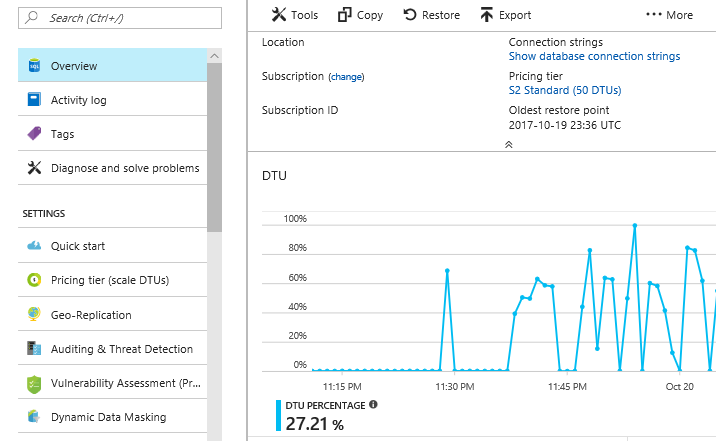 Search (Ctrl+/)
Overview
Activity log
Tags
Diagnose and solve problems
SETTINGS
Quick start
Pricing tier (scale DTUs)
Geo-Replication
Auditing & Threat Detection
Vulnerability Assessment (Pr...
Dynamic Data Masking
Tools Copy Restore Export ••• More
Location
Subscription (change)
Subscription ID
Connection strings
Show database connection strings
Pricing tier
S2 Standard (50 DTUs)
Oldest restore point
2017-10-19 23:36 UTC
DTU
100%
80%
60%
40%
20%
0%
11:15 PM 11:30 PM 11:45 PM Oct 20
DTU PERCENTAGE
27.21 %